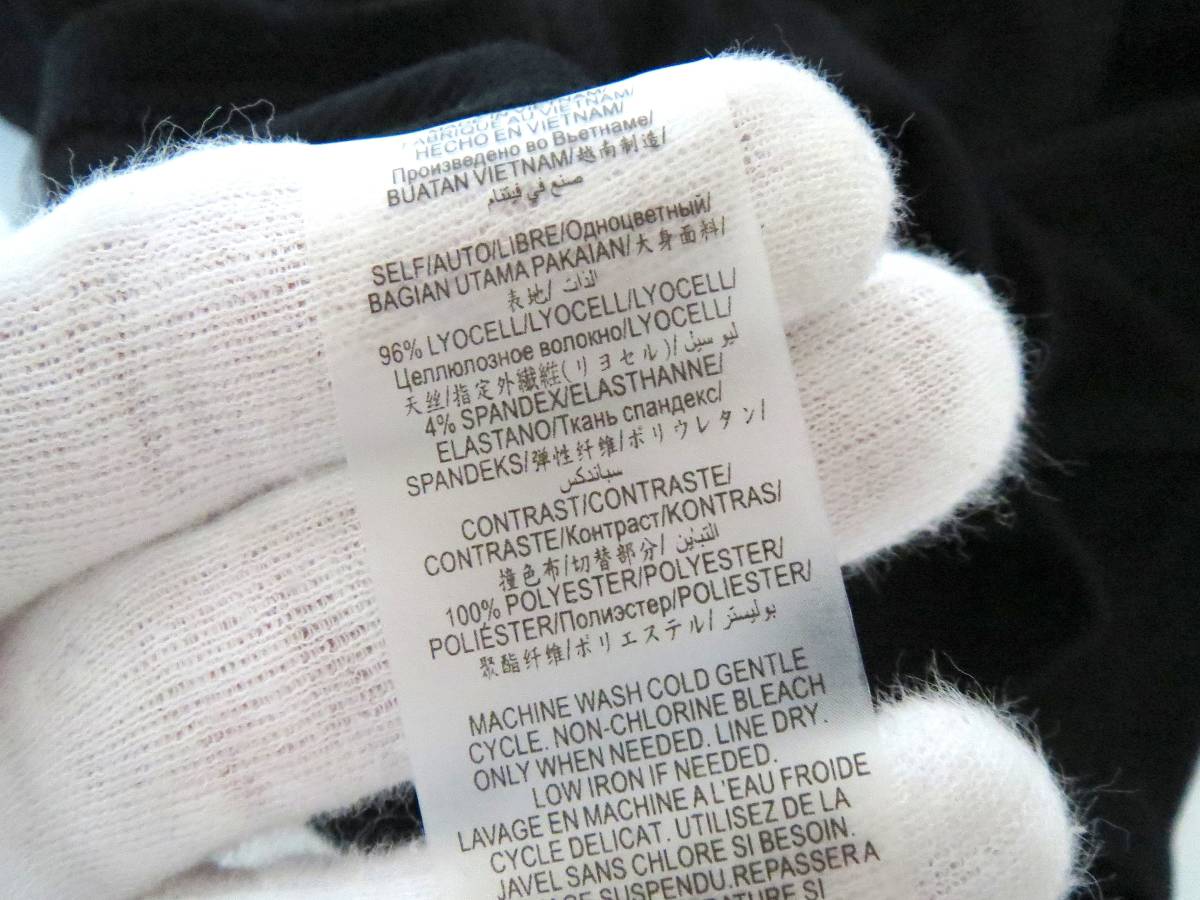 FABRIQUE AU VIETNAM/
HECHO EN VIETNAM/
Произведено во Вьетнаме/
BUATAN VIETNAM/越南制造/
صنع في فيتنام
SELF/AUTO/LIBRE/Одноцветный/
BAGIAN UTAMA PAKAIAN/大身面料/
表地/ الذات
96% LYOCELL/LYOCELL/LYOCELL/
Целлюлозное волокно/LYOCELL/
天丝/指定外繊維(リヨセル)/ ليو سين
4% SPANDEX/ELASTHANNE/
ELASTANO/Ткань спандекс/
SPANDEKS/弹性纤维/ポリウレタン/
سباندكس
CONTRAST/CONTRASTE/
CONTRASTE/Контраст/KONTRAS/
撞色布/切替部分/ التباين
100% POLYESTER/POLYESTER/
POLIÉSTER/Полиэстер/POLIESTER/
聚酯纤维/ポリエステル/ بوليستر
MACHINE WASH COLD GENTLE
CYCLE. NON-CHLORINE BLEACH
ONLY WHEN NEEDED. LINE DRY.
LOW IRON IF NEEDED.
LAVAGE EN MACHINE A L'EAU FROIDE
CYCLE DELICAT. UTILISEZ DE LA
JAVEL SANS CHLORE SI BESOIN.
SUSPENDU.REPASSER A
SI